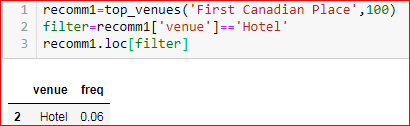 1 recomm1=top_venues('First Canadian Place',100)
2 filter=recomm1['venue']=='Hotel'
3 recomm1.loc[filter]
venue freq
2 Hotel 0.06